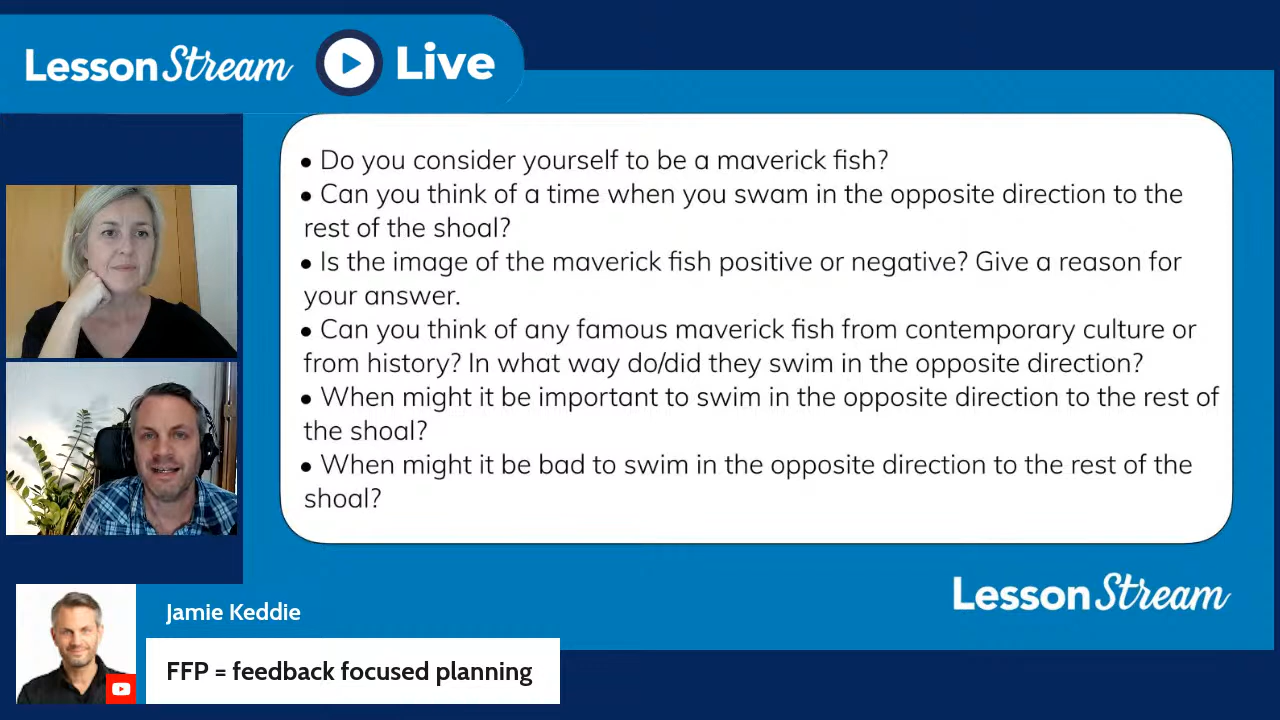 LessonStream Live
• Do you consider yourself to be a maverick fish?
• Can you think of a time when you swam in the opposite direction to the
rest of the shoal?
• Is the image of the maverick fish positive or negative? Give a reason for
your answer.
• Can you think of any famous maverick fish from contemporary culture or
from history? In what way do/did they swim in the opposite direction?
• When might it be important to swim in the opposite direction to the rest of
the shoal?
• When might it be bad to swim in the opposite direction to the rest of the
shoal?
LessonStream
Jamie Keddie
FFP = feedback focused planning